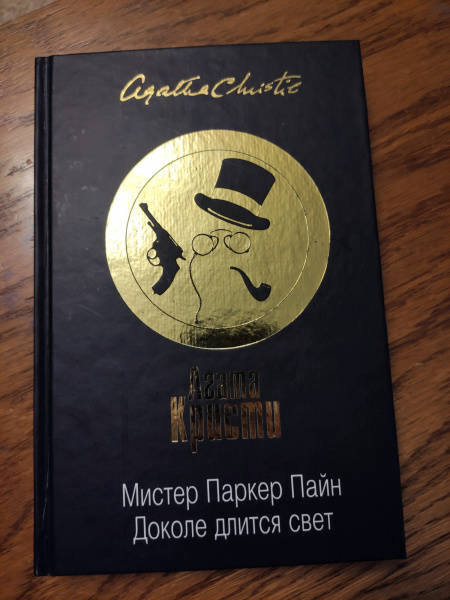 Agatha Christie
Агата
Кристи
Мистер Паркер Пайн
Доколе длится свет